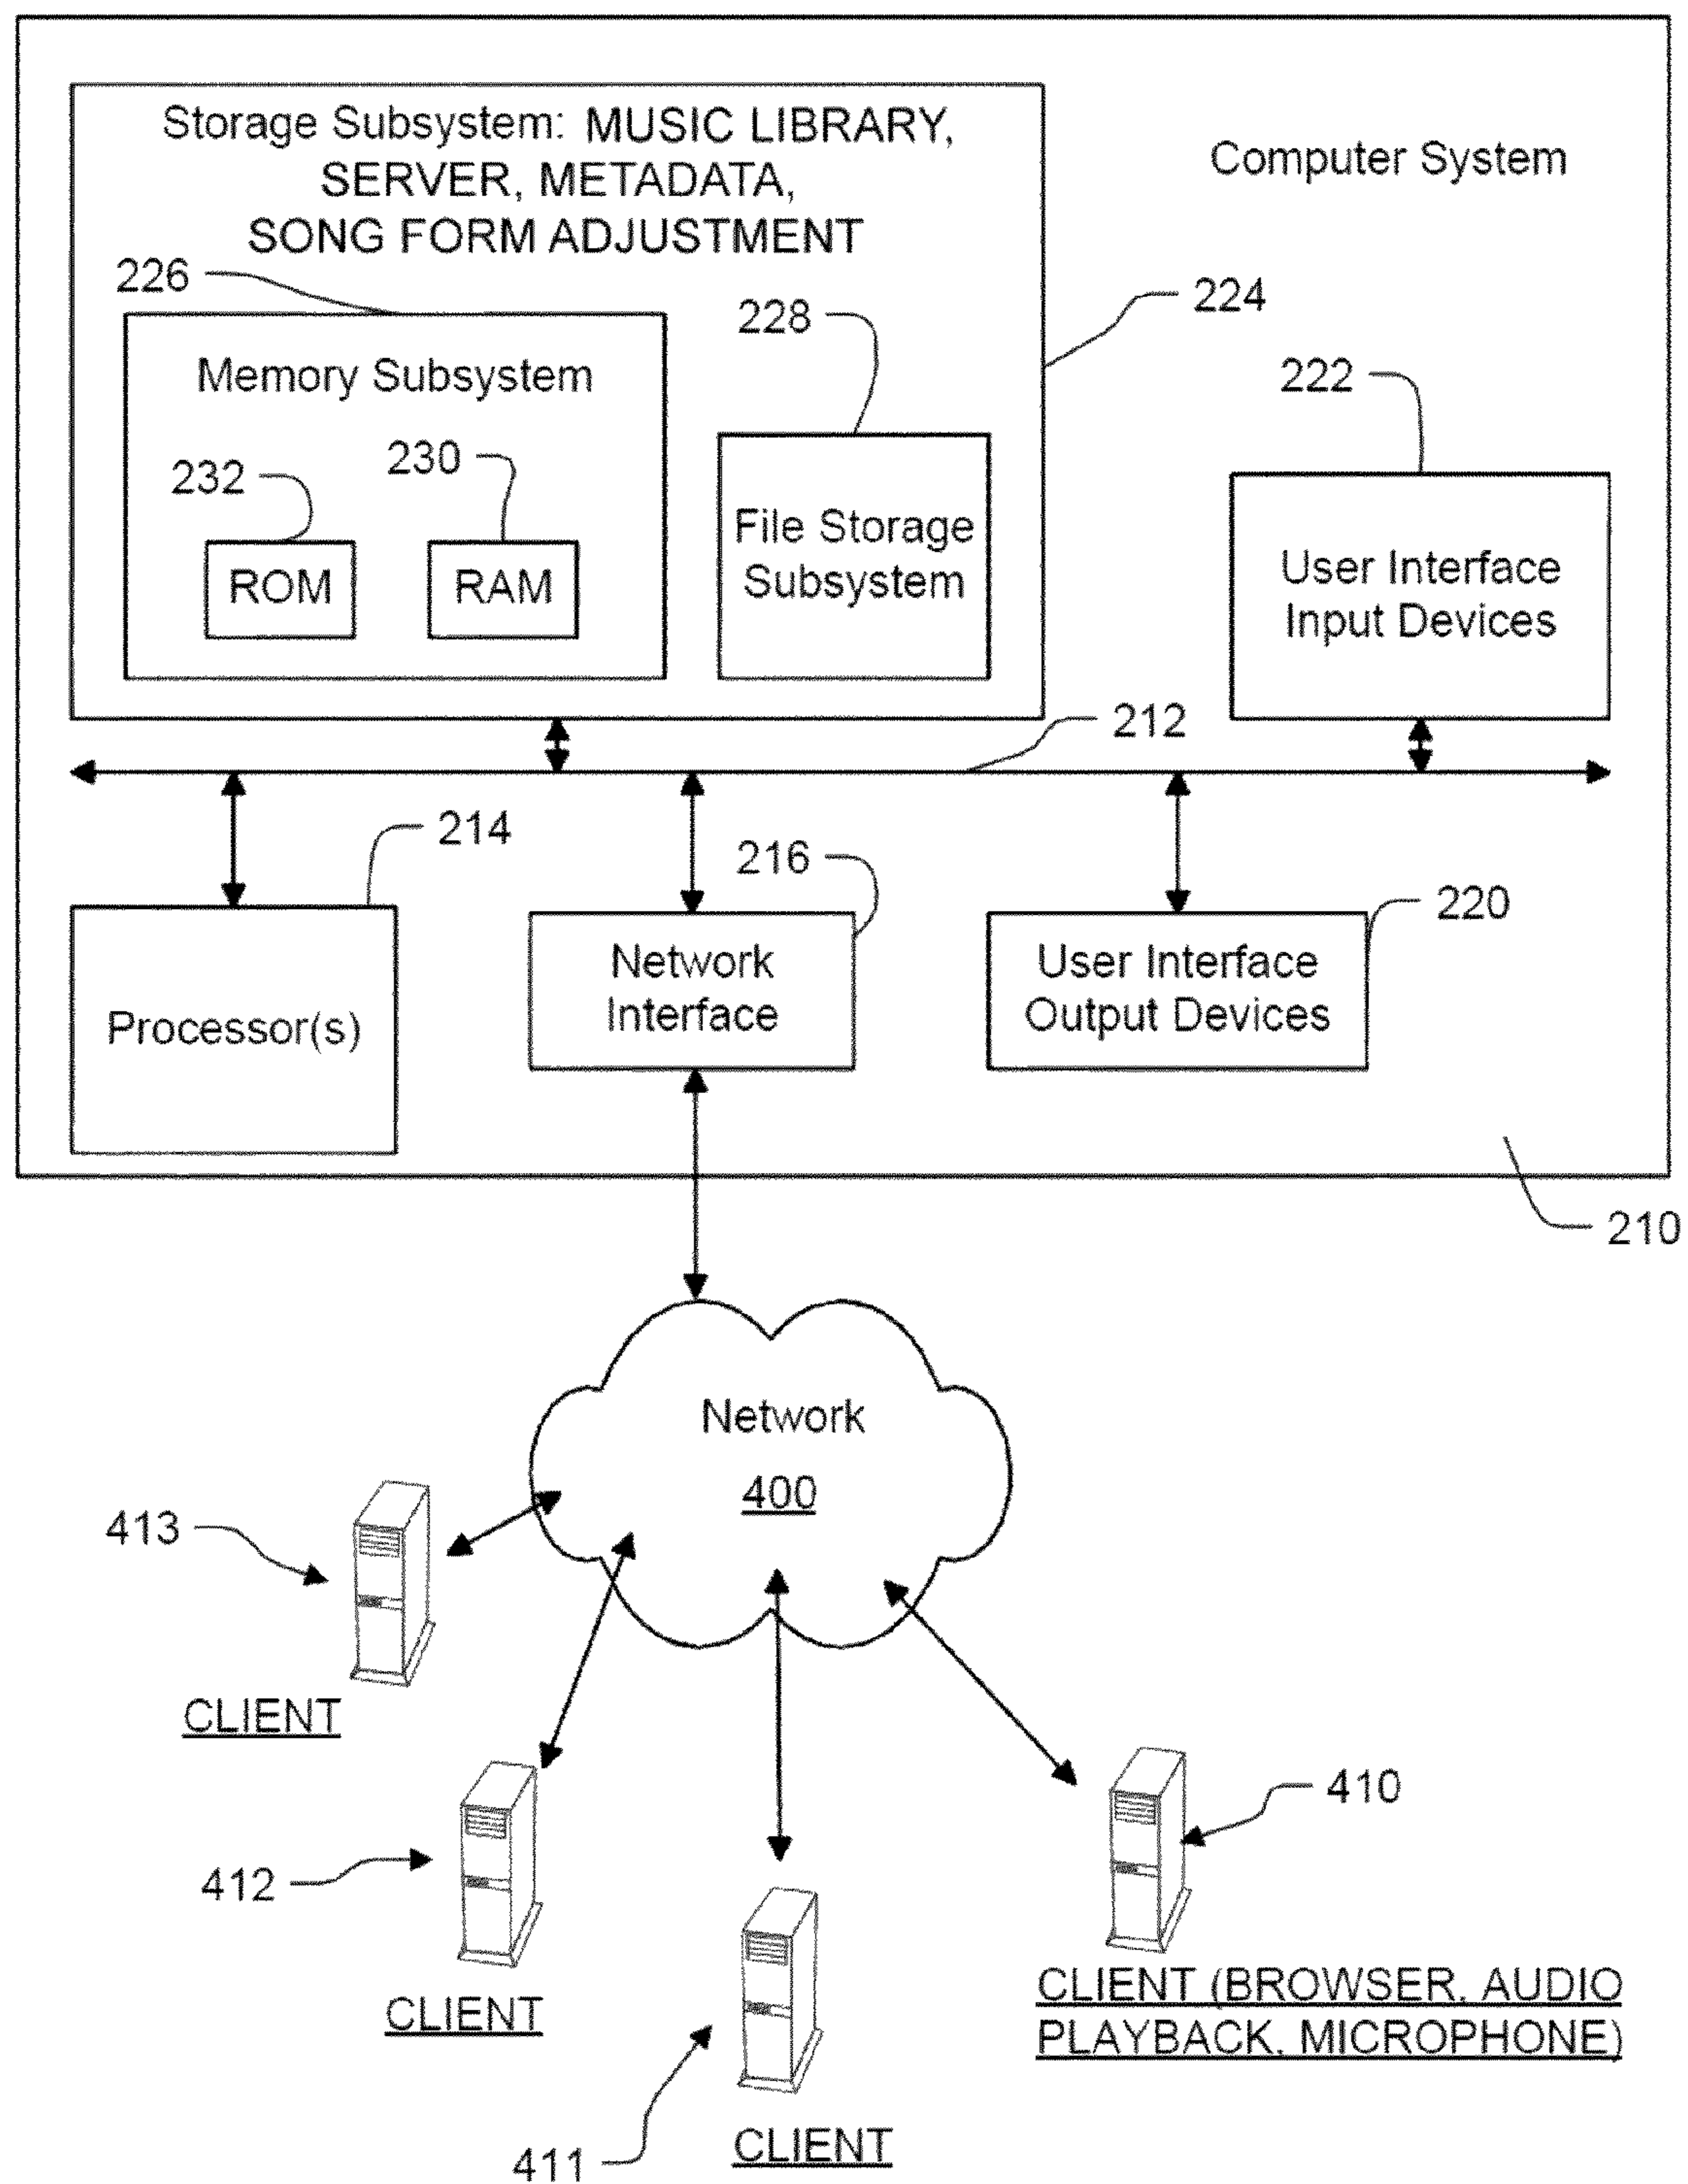 Storage Subsystem: MUSIC LIBRARY,
SERVER, METADATA,
SONG FORM ADJUSTMENT
Computer System
226
228
224
Memory Subsystem
222
232
230
File Storage
Subsystem
ROM
RAM
User Interface
Input Devices
212
214
216
220
Processor(s)
Network
Interface
User Interface
Output Devices
210
Network
400
413
CLIENT
410
412
CLIENT
CLIENT (BROWSER, AUDIO
PLAYBACK, MICROPHONE)
411
CLIENT